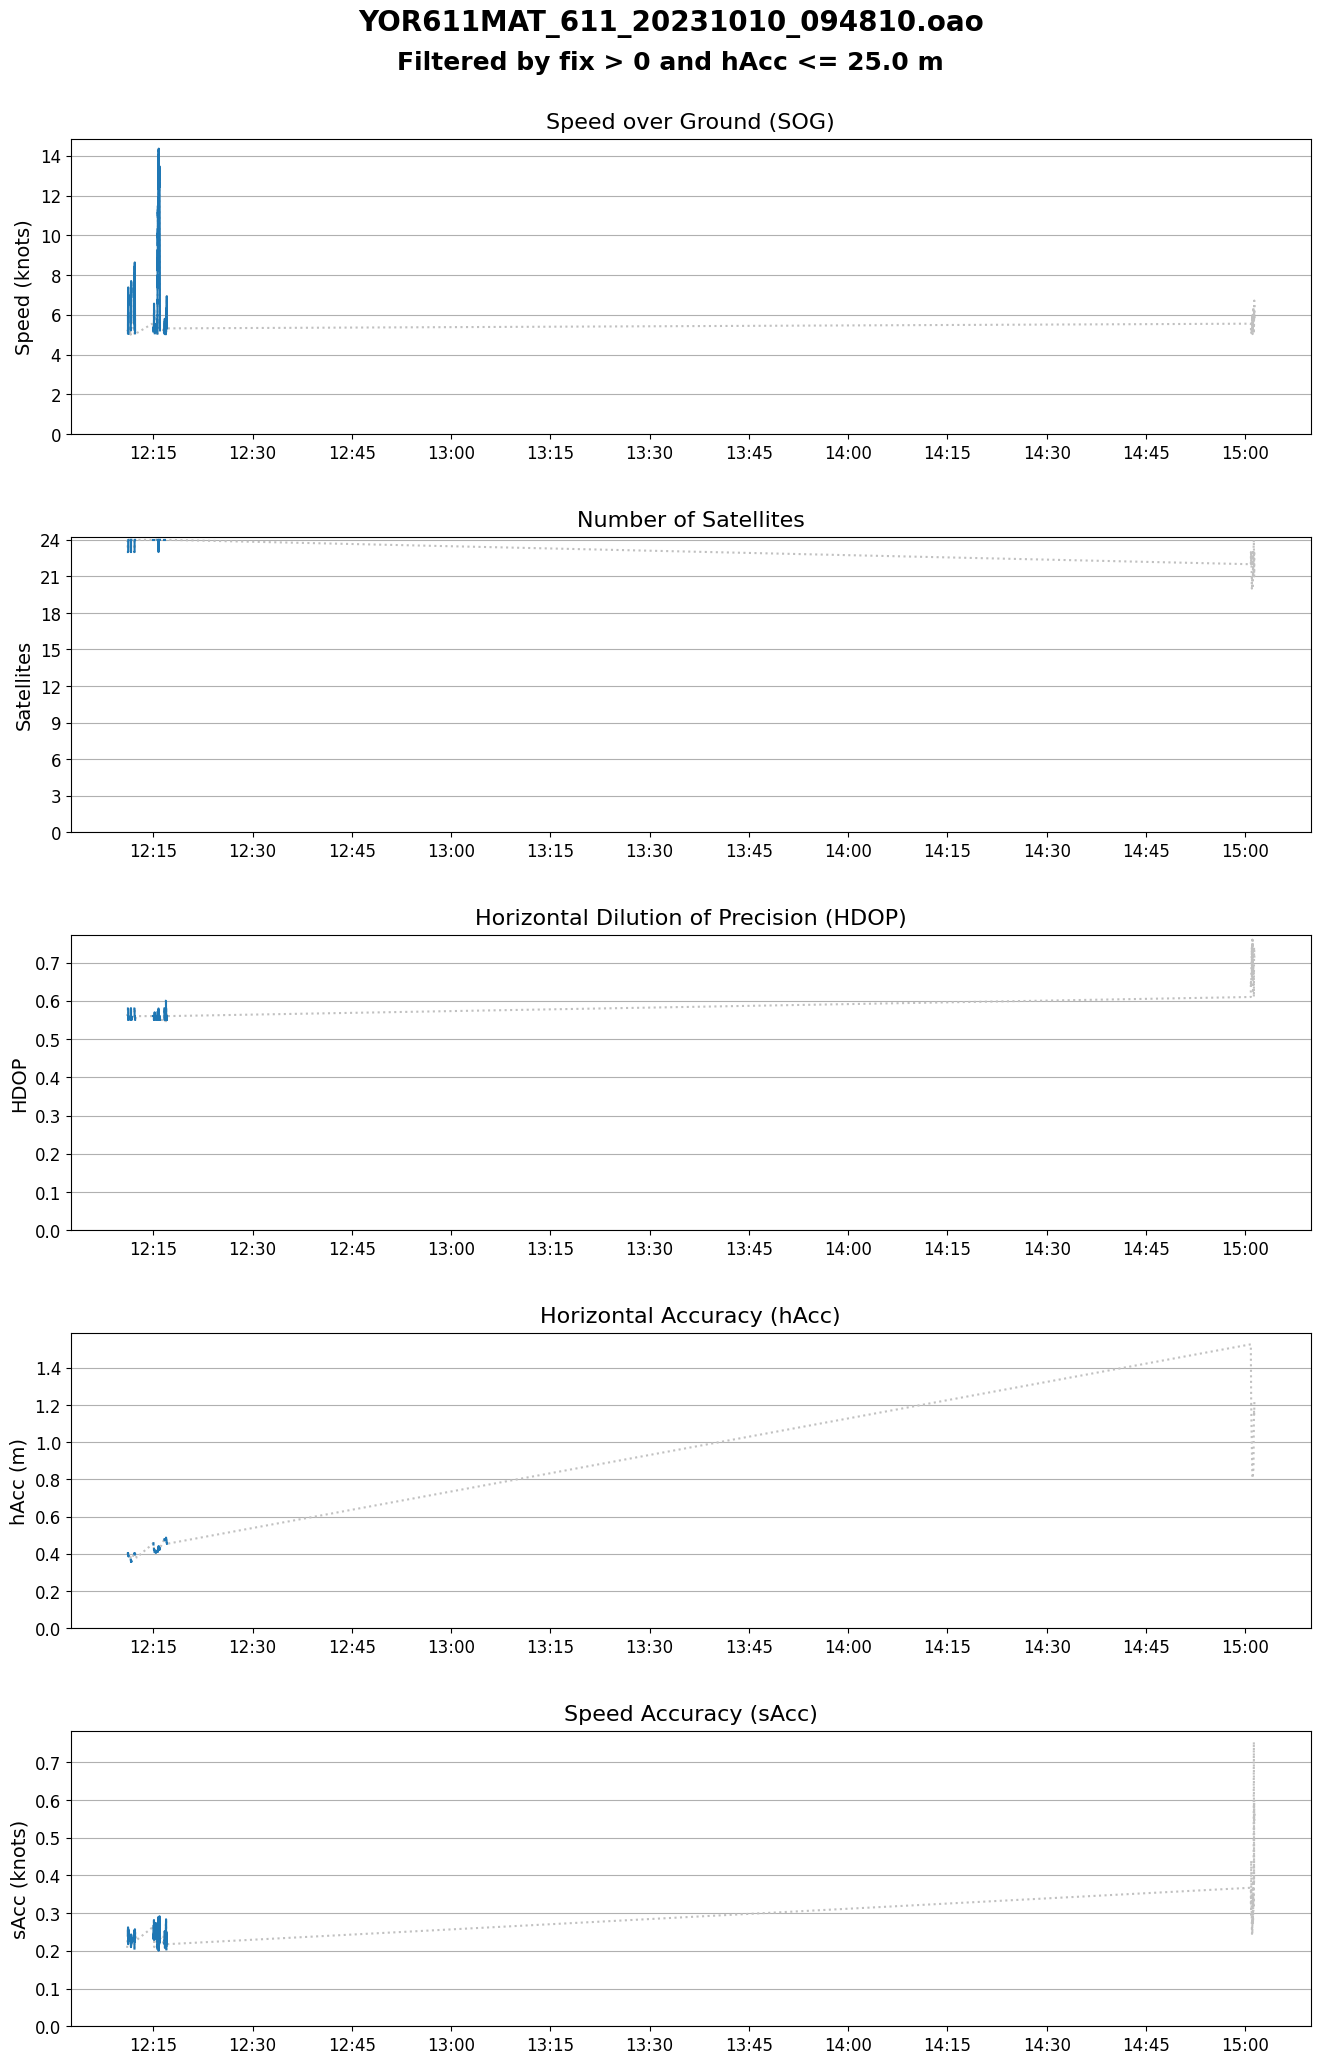 YOR611MAT_611_20231010_094810.oao
Filtered by fix > 0 and hAcc <= 25.0 m
Speed over Ground (SOG)
14
12
10
8
6
4
2
0
Speed (knots)
12:15 12:30 12:45 13:00 13:15 13:30 13:45 14:00 14:15 14:30 14:45 15:00
Number of Satellites
24
21
18
15
12
9
6
3
0
Satellites
12:15 12:30 12:45 13:00 13:15 13:30 13:45 14:00 14:15 14:30 14:45 15:00
Horizontal Dilution of Precision (HDOP)
0.7
0.6
0.5
0.4
0.3
0.2
0.1
0.0
HDOP
12:15 12:30 12:45 13:00 13:15 13:30 13:45 14:00 14:15 14:30 14:45 15:00
Horizontal Accuracy (hAcc)
1.4
1.2
1.0
0.8
0.6
0.4
0.2
0.0
hAcc (m)
12:15 12:30 12:45 13:00 13:15 13:30 13:45 14:00 14:15 14:30 14:45 15:00
Speed Accuracy (sAcc)
0.7
0.6
0.5
0.4
0.3
0.2
0.1
0.0
sAcc (knots)
12:15 12:30 12:45 13:00 13:15 13:30 13:45 14:00 14:15 14:30 14:45 15:00